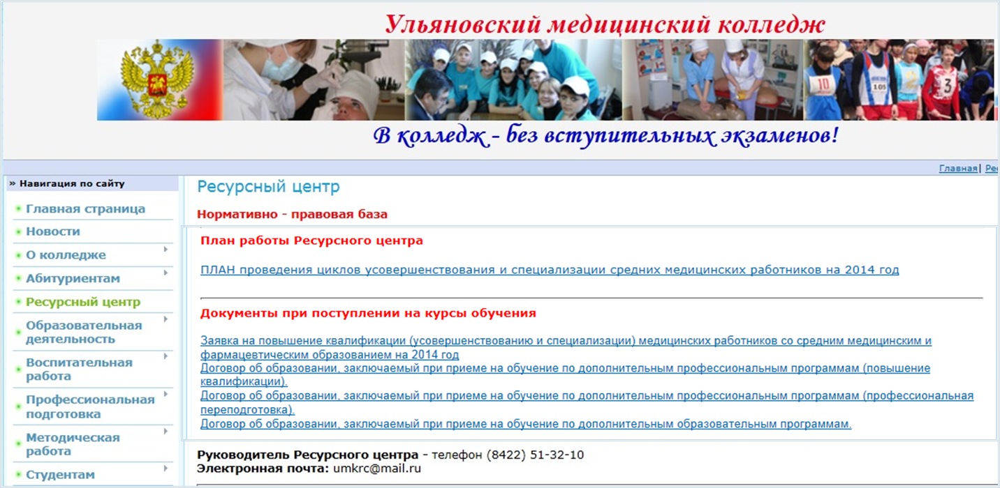 Ульяновский медицинский колледж
10
105
2
3
В колледж - без вступительных экзаменов!
Главная|
» Навигация по сайту
Главная страница
Новости
О колледже
Абитуриентам
Ресурсный центр
Образовательная
деятельность
Воспитательная
работа
Профессиональная
подготовка
Методическая
работа
Студентам
Ресурсный центр
Нормативно - правовая база
План работы Ресурсного центра
ПЛАН проведения циклов усовершенствования и специализации средних медицинских работников на 2014 год
Документы при поступлении на курсы обучения
Заявка на повышение квалификации (усовершенствованию и специализации) медицинских работников со средним медицинским и
фармацевтическим образованием на 2014 год
Договор об образовании, заключаемый при приеме на обучение по дополнительным профессиональным программам (повышение
квалификации).
Договор об образовании, заключаемый при приеме на обучение по дополнительным профессиональным программам (профессиональная
переподготовка).
Договор об образовании, заключаемый при приеме на обучение по дополнительным образовательным программам.
Руководитель Ресурсного центра - телефон (8422) 51-32-10
Электронная почта: umkrc@mail.ru